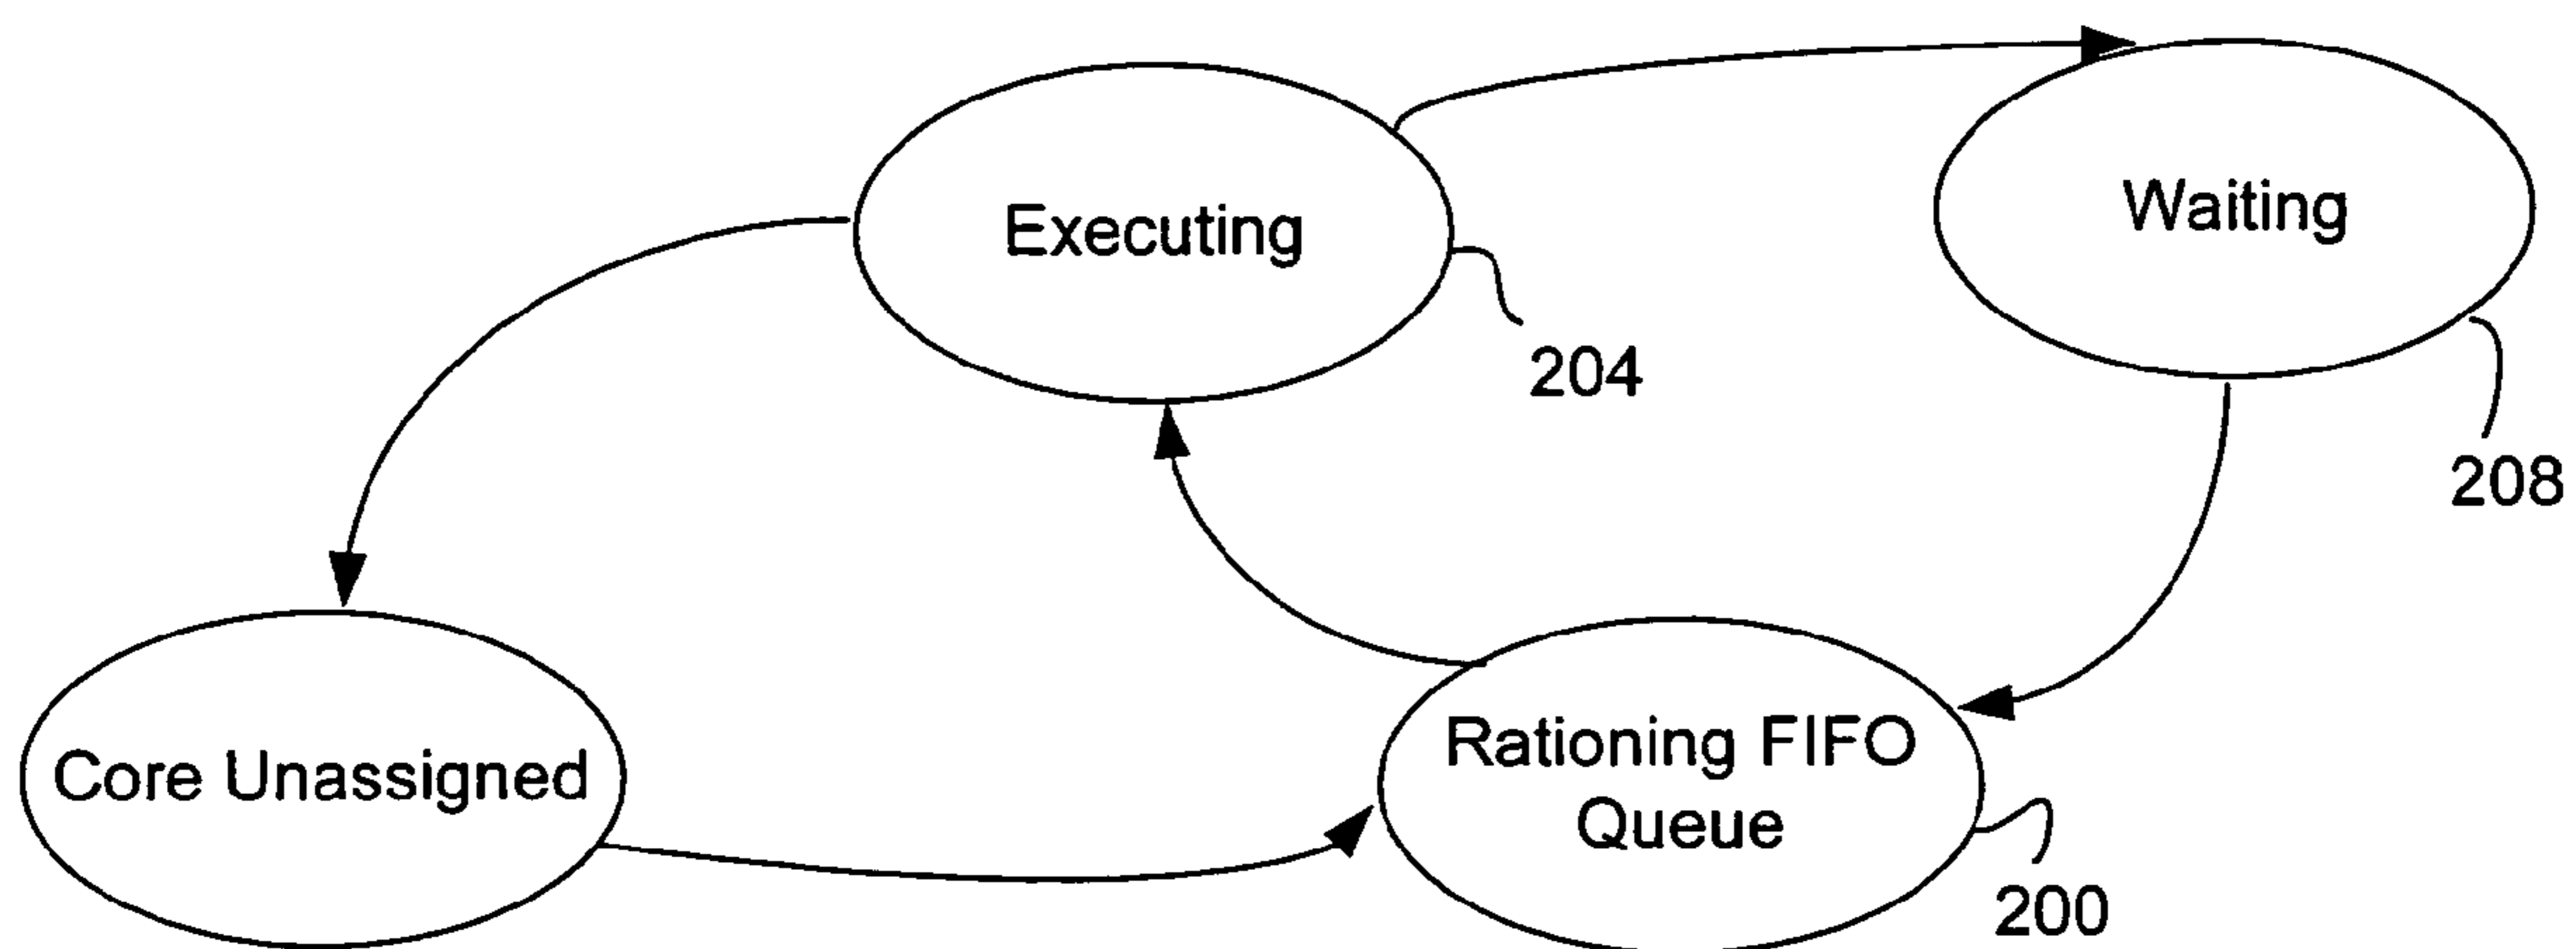 Executing
Waiting
204
208
Core Unassigned
Rationing FIFO
Queue
200